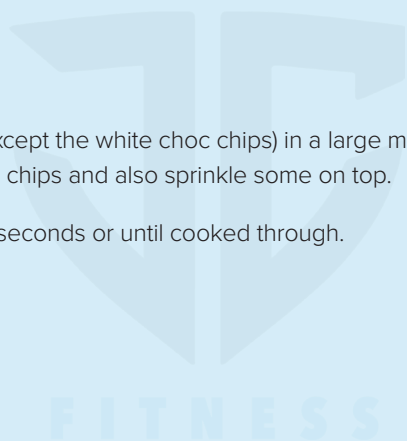 xcept the white choc chips) in a large m
chips and also sprinkle some on top.
seconds or until cooked through.
FITNESS